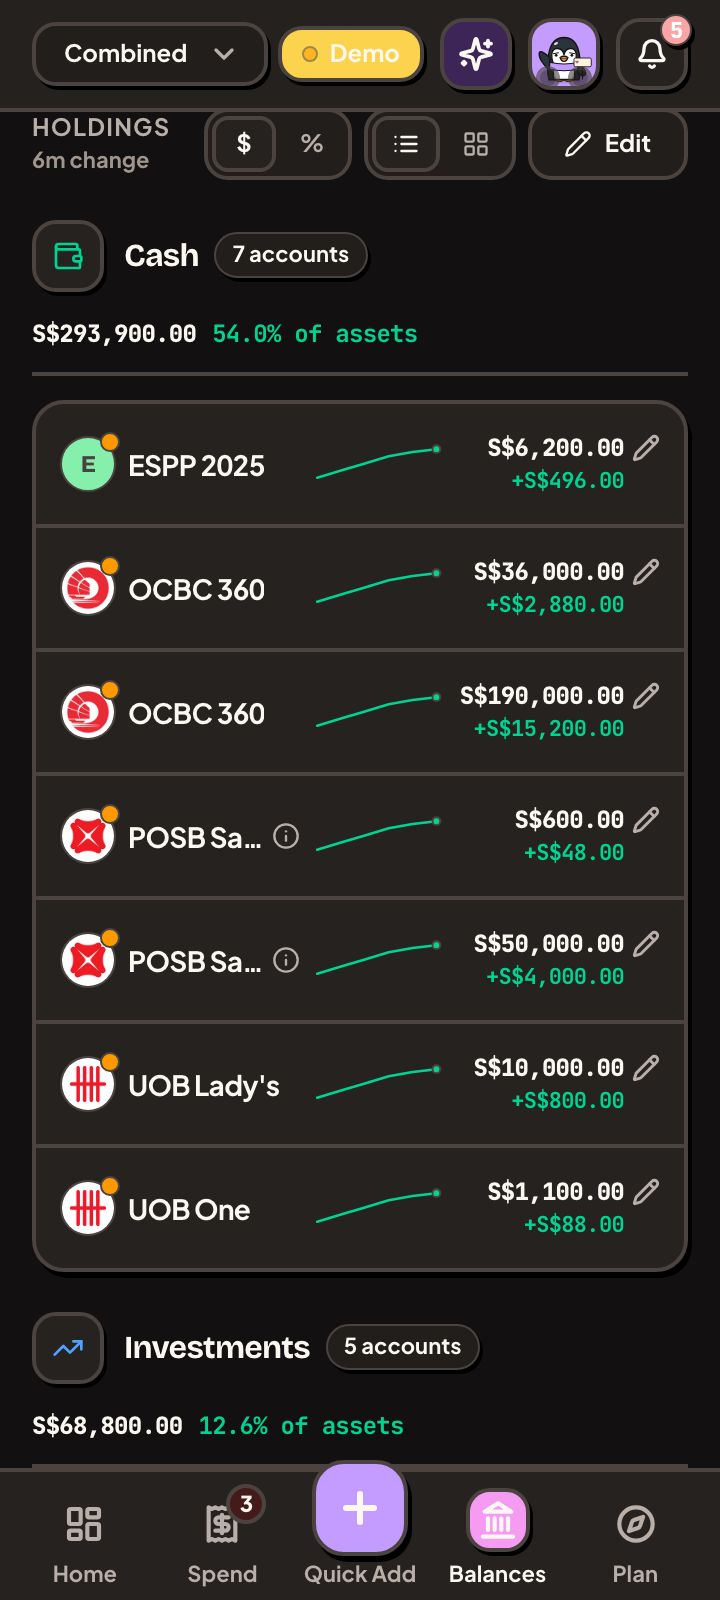 Combined
Demo
5
HOLDINGS
6m change
$
%
Edit
Cash
7 accounts
S$293,900.00 54.0% of assets
E
ESPP 2025
S$6,200.00
+S$496.00
OCBC 360
S$36,000.00
+S$2,880.00
OCBC 360
S$190,000.00
+S$15,200.00
POSB Sa...
S$600.00
+S$48.00
POSB Sa...
S$50,000.00
+S$4,000.00
UOB Lady's
S$10,000.00
+S$800.00
UOB One
S$1,100.00
+S$88.00
Investments
5 accounts
S$68,800.00 12.6% of assets
3
Home
Spend
Quick Add
Balances
Plan